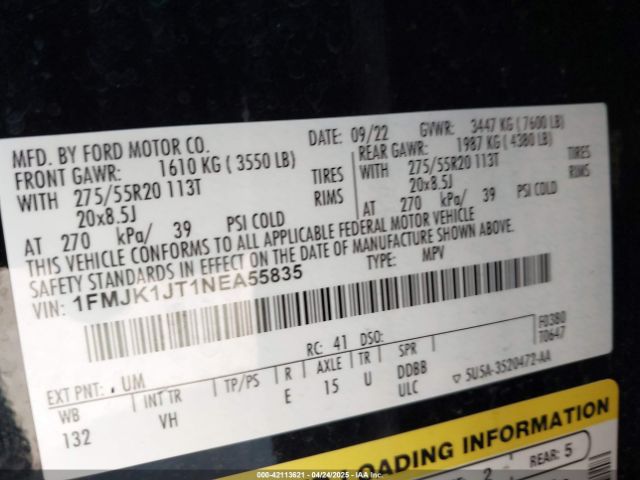 MFD. BY FORD MOTOR CO. DATE: 09/22 GVWR: 3447 KG ( 7600 LB)
FRONT GAWR: 1610 KG ( 3550 LB) REAR GAWR: 1987 KG ( 4380 LB)
WITH 275/55R20 113T TIRES WITH 275/55R20 113T TIRES
20x8.5J RIMS 20x8.5J RIMS
AT 270 kPa/ 39 PSI COLD AT 270 kPa/ 39 PSI COLD
THIS VEHICLE CONFORMS TO ALL APPLICABLE FEDERAL MOTOR VEHICLE
SAFETY STANDARDS IN EFFECT ON THE DATE OF MANUFACTURE SHOWN ABOVE.
VIN: 1FMJK1JT1NEA55835 TYPE: MPV
F0380
T0647
EXT PNT: UM RC: 41 DSO:
WB INT TR TP/PS R AXLE TR SPR
132 VH E 15 U DDBB
ULC
5U5A-3520472-AA
LOADING INFORMATION
2 REAR: 5
000-42113621 - 04/24/2025 - IAA Inc.